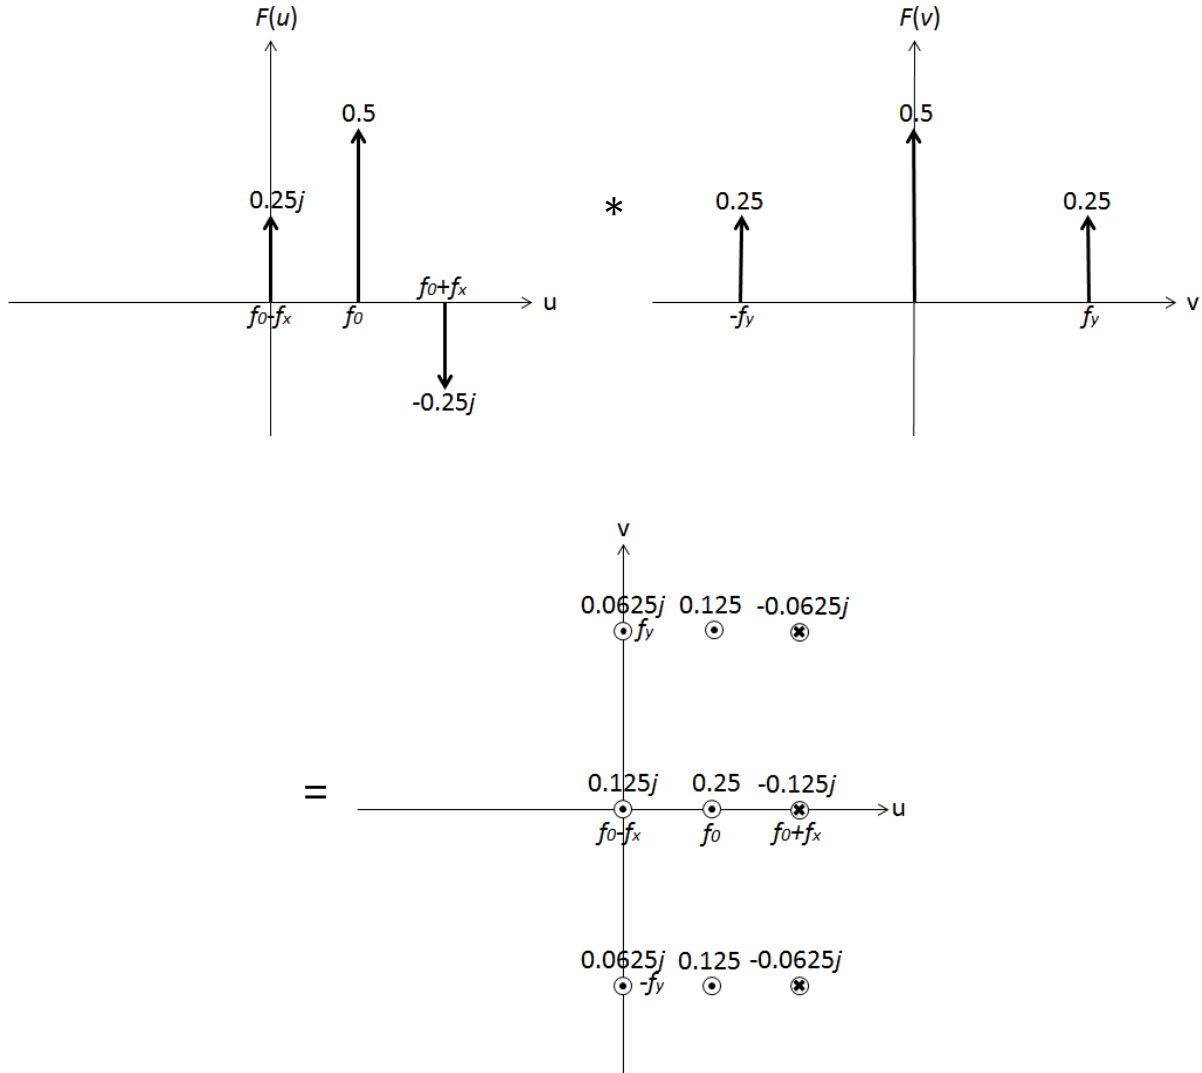 F(u) F(v)
0.5 0.5
0.25j * 0.25 0.25
f0+fx
u v
f0-fx f0 -fy fy
-0.25j
v
0.0625j 0.125 -0.0625j
fy
0.125j 0.25 -0.125j
= u
f0-fx f0 f0+fx
0.0625j 0.125 -0.0625j
-fy